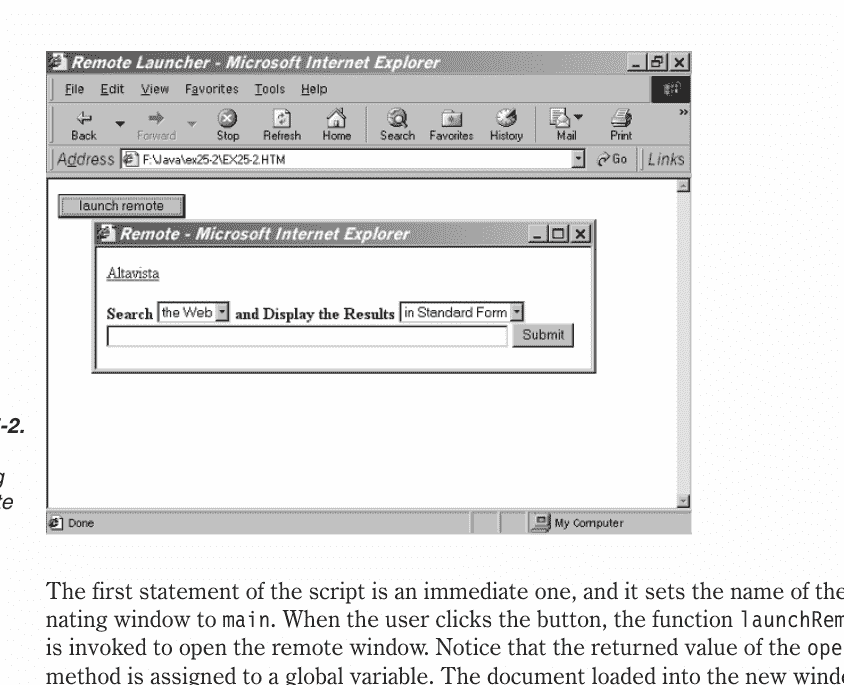 Remote Launcher - Microsoft Internet Explorer
File Edit View Favorites Tools Help
Back Forward Stop Refresh Home Search Favorites History Mail Print »
Address F:\Java\ex25-2\EX25-2.HTM Go Links
launch remote
Remote - Microsoft Internet Explorer
Altavista
Search the Web and Display the Results in Standard Form
Submit
-2.
g
te
Done My Computer
The first statement of the script is an immediate one, and it sets the name of the
nating window to main. When the user clicks the button, the function launchRem
is invoked to open the remote window. Notice that the returned value of the ope
method is assigned to a global variable. The document loaded into the new windo